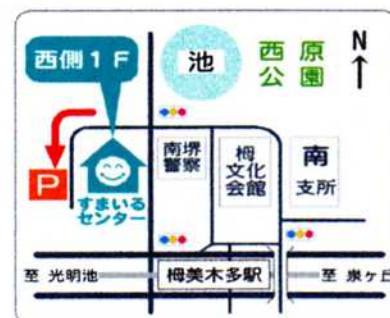 西側1F
池
西原
公園
N
P
すまいる
センター
南堺
警察
栂
文化
会館
南
支所
至 光明池
栂美木多駅
至 泉ヶ丘